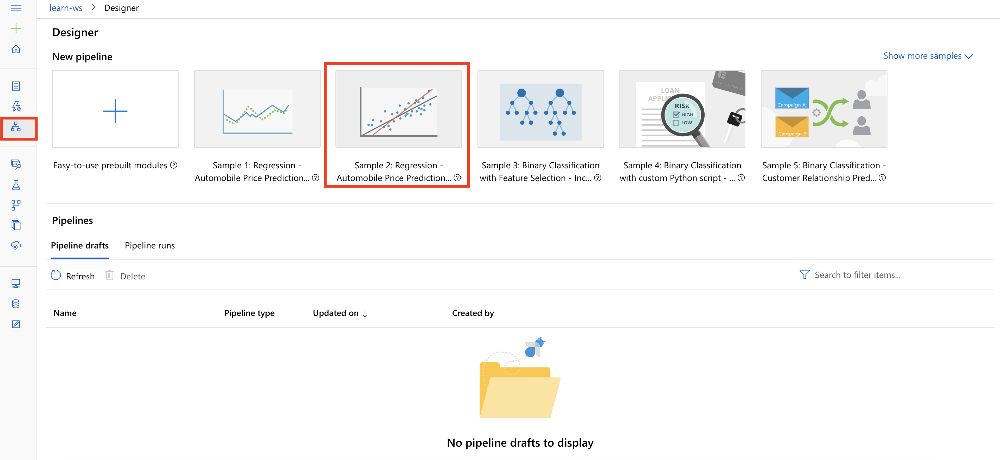 learn-ws > Designer
Designer
New pipeline
Show more samples
LOAN
APPLIC
RISK
HIGH
LOW
Campaign A
Campaign B
Easy-to-use prebuilt modules
Sample 1: Regression -
Automobile Price Prediction...
Sample 2: Regression -
Automobile Price Prediction...
Sample 3: Binary Classification
with Feature Selection - Inc...
Sample 4: Binary Classification
with custom Python script - ...
Sample 5: Binary Classification -
Customer Relationship Pred...
Pipelines
Pipeline drafts Pipeline runs
Refresh Delete
Search to filter items...
Name Pipeline type Updated on ↓ Created by
No pipeline drafts to display